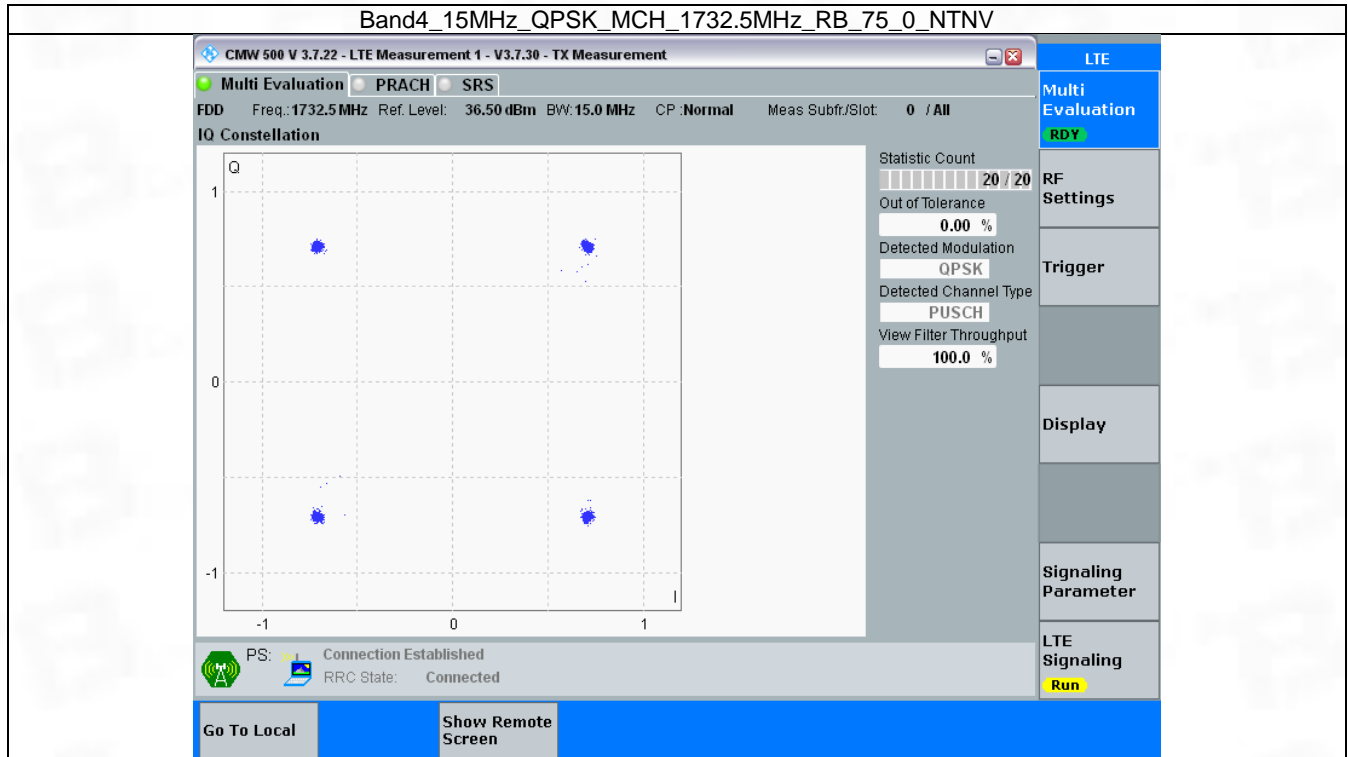 Band4_15MHz_QPSK_MCH_1732.5MHz_RB_75_0_NTNV
CMW 500 V 3.7.22 - LTE Measurement 1 - V3.7.30 - TX Measurement
Multi Evaluation PRACH SRS
FDD Freq.:1732.5 MHz Ref. Level: 36.50 dBm BW:15.0 MHz CP :Normal Meas Subfr./Slot: 0 / All
IQ Constellation
Q
1
0
-1
I
-1 0 1
Statistic Count
20 / 20
Out of Tolerance
0.00 %
Detected Modulation
QPSK
Detected Channel Type
PUSCH
View Filter Throughput
100.0 %
PS: Connection Established
RRC State: Connected
LTE
Multi
Evaluation
RDY
RF
Settings
Trigger
Display
Signaling
Parameter
LTE
Signaling
Run
Go To Local
Show Remote
Screen